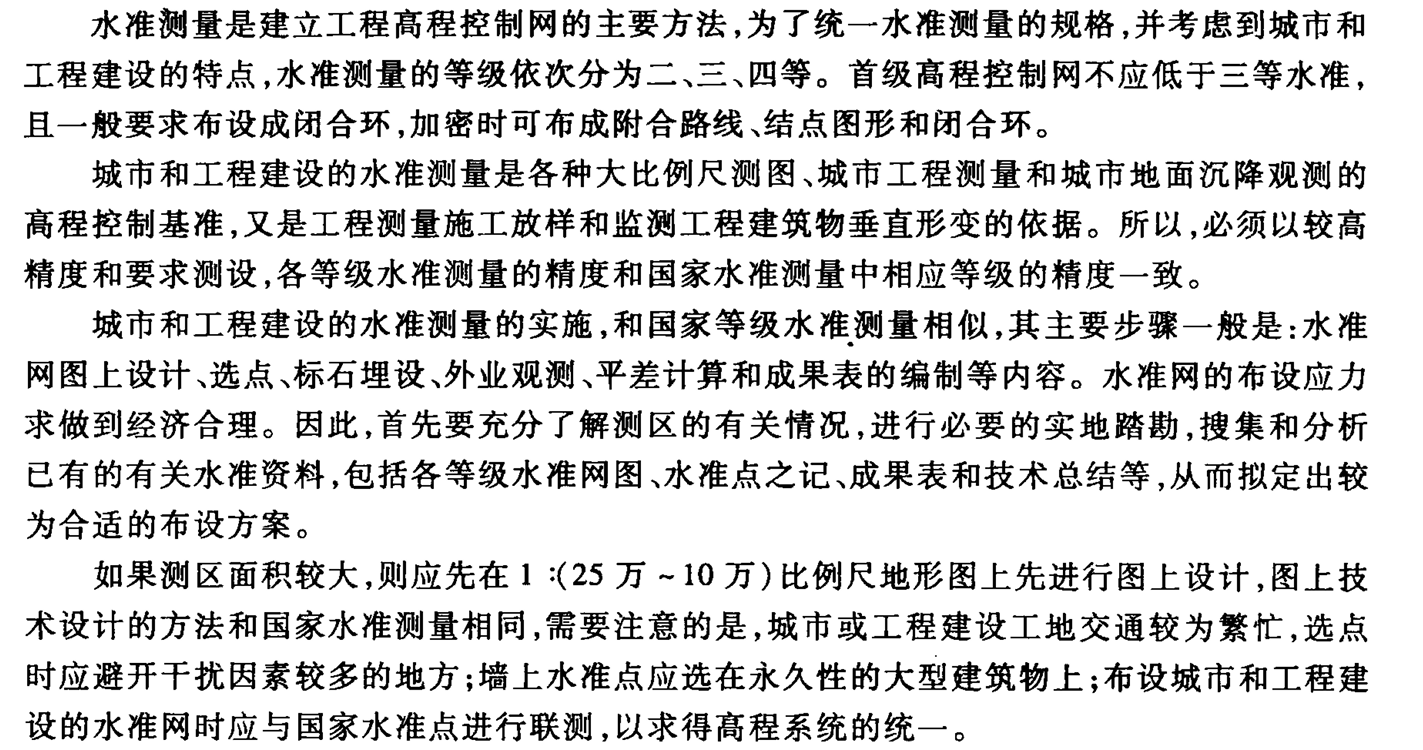 水准测量是建立工程高程控制网的主要方法,为了统一水准测量的规格,并考虑到城市和
工程建设的特点,水准测量的等级依次分为二、三、四等。首级高程控制网不应低于三等水准,
且一般要求布设成闭合环,加密时可布成附合路线、结点图形和闭合环。
城市和工程建设的水准测量是各种大比例尺测图、城市工程测量和城市地面沉降观测的
高程控制基准,又是工程测量施工放样和监测工程建筑物垂直形变的依据。所以,必须以较高
精度和要求测设,各等级水准测量的精度和国家水准测量中相应等级的精度一致。
城市和工程建设的水准测量的实施,和国家等级水准测量相似,其主要步骤一般是:水准
网图上设计、选点、标石埋设、外业观测、平差计算和成果表的编制等内容。水准网的布设应力
求做到经济合理。因此,首先要充分了解测区的有关情况,进行必要的实地踏勘,搜集和分析
已有的有关水准资料,包括各等级水准网图、水准点之记、成果表和技术总结等,从而拟定出较
为合适的布设方案。
如果测区面积较大,则应先在1:(25万~10万)比例尺地形图上先进行图上设计,图上技
术设计的方法和国家水准测量相同,需要注意的是,城市或工程建设工地交通较为繁忙,选点
时应避开干扰因素较多的地方;墙上水准点应选在永久性的大型建筑物上;布设城市和工程建
设的水准网时应与国家水准点进行联测,以求得高程系统的统一。